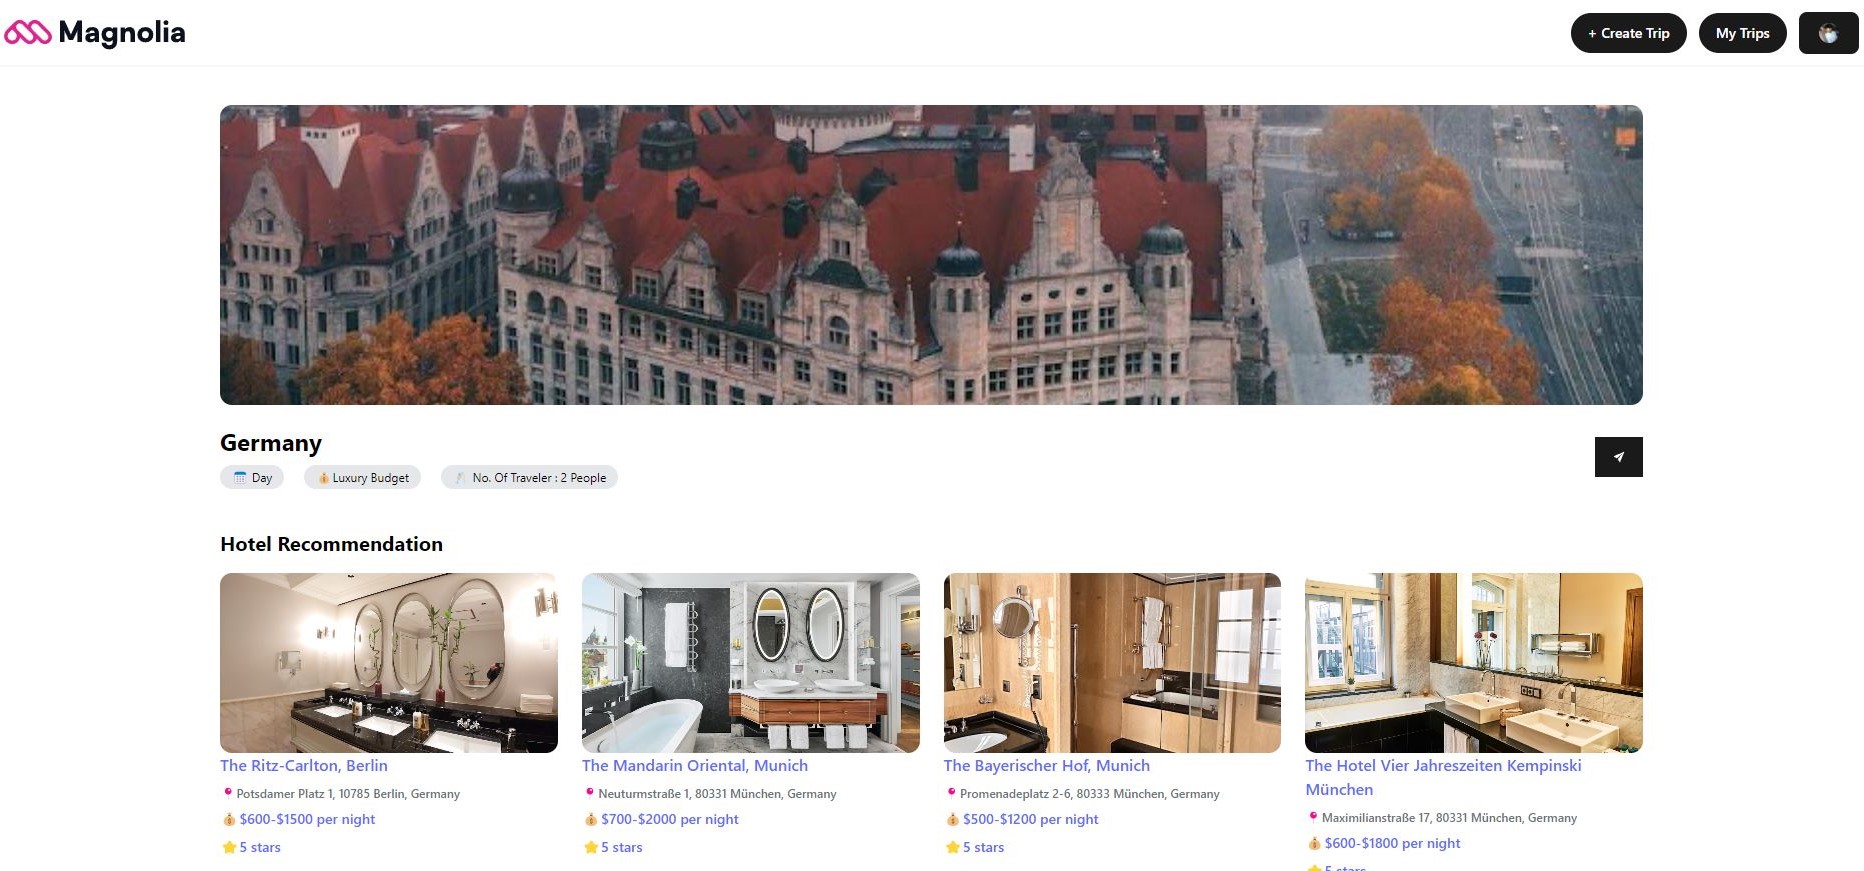 Magnolia
+ Create Trip
My Trips
Germany
Day
Luxury Budget
No. Of Traveler : 2 People
Hotel Recommendation
The Ritz-Carlton, Berlin
Potsdamer Platz 1, 10785 Berlin, Germany
$600-$1500 per night
5 stars
The Mandarin Oriental, Munich
Neuturmstraße 1, 80331 München, Germany
$700-$2000 per night
5 stars
The Bayerischer Hof, Munich
Promenadeplatz 2-6, 80333 München, Germany
$500-$1200 per night
5 stars
The Hotel Vier Jahreszeiten Kempinski
München
Maximilianstraße 17, 80331 München, Germany
$600-$1800 per night
5 stars